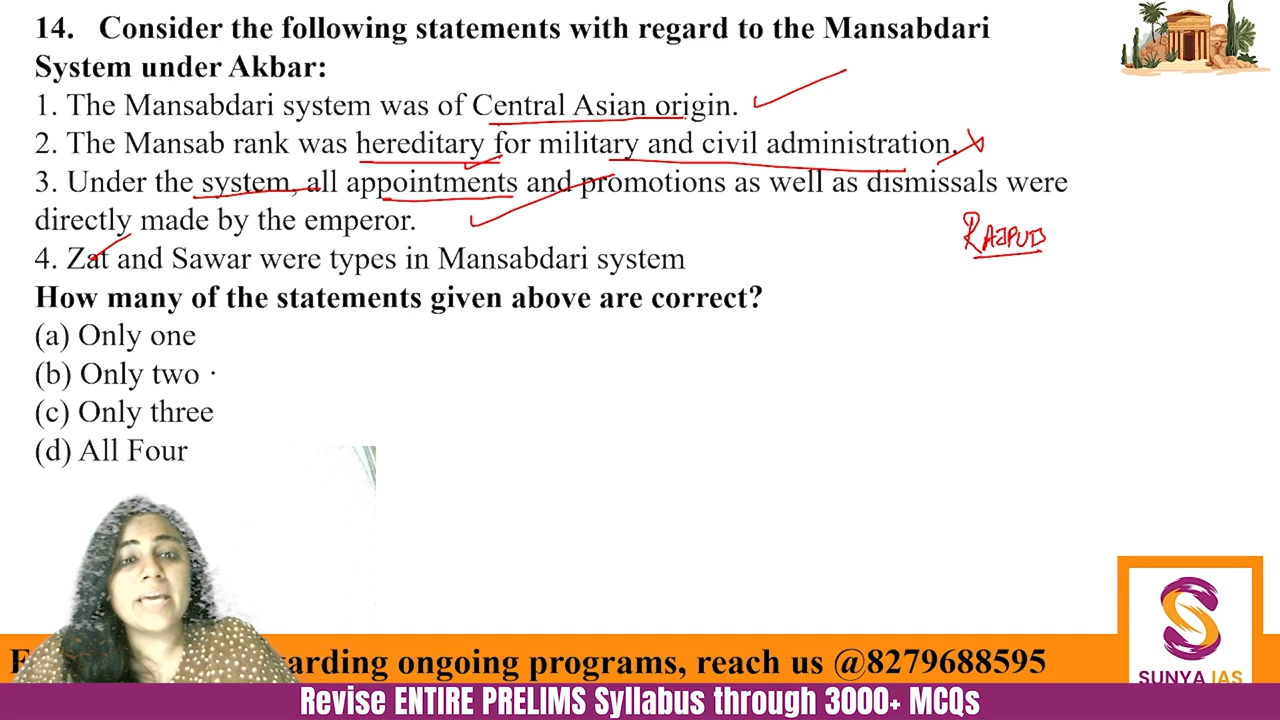 14. Consider the following statements with regard to the Mansabdari
System under Akbar:
1. The Mansabdari system was of Central Asian origin.
2. The Mansab rank was hereditary for military and civil administration.
3. Under the system, all appointments and promotions as well as dismissals were
directly made by the emperor.
RAJPUD
4. Zat and Sawar were types in Mansabdari system
How many of the statements given above are correct?
(a) Only one
(b) Only two
(c) Only three
(d) All Four
arding ongoing programs, reach us @8279688595
SUNYA IAS
Revise ENTIRE PRELIMS Syllabus through 3000+ MCQs